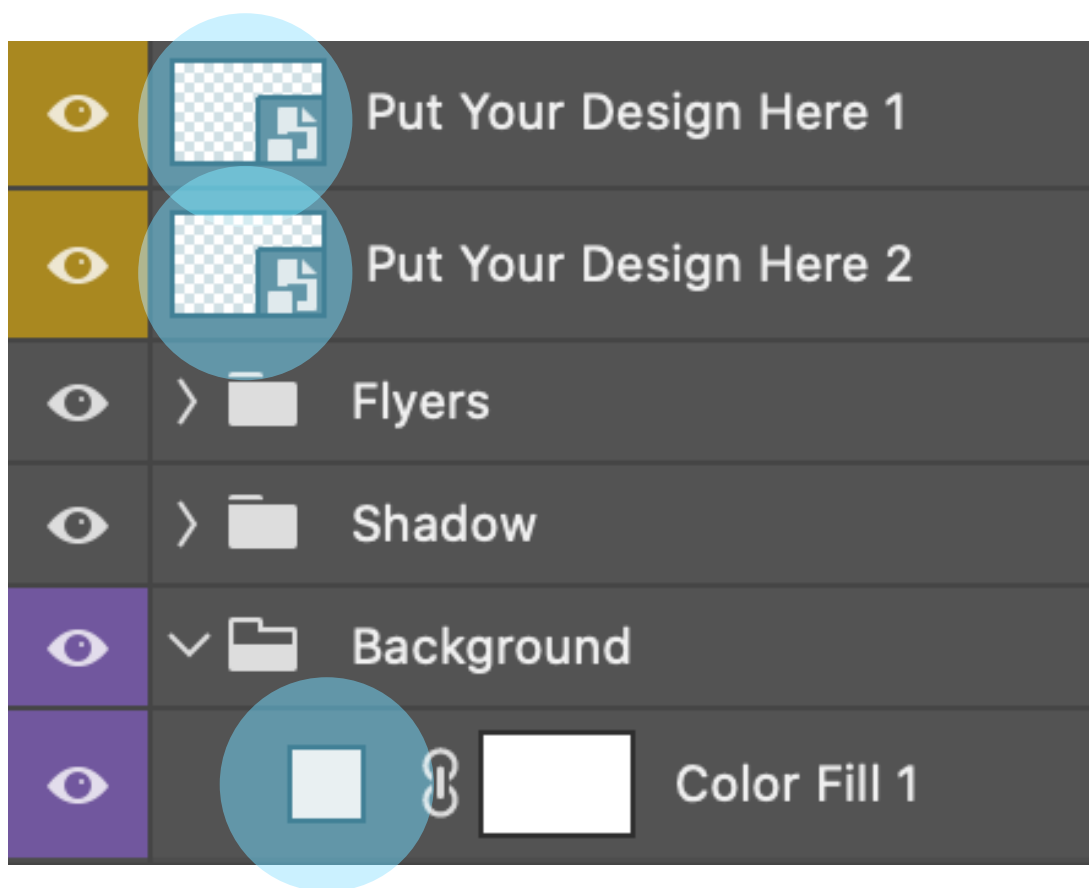 Put Your Design Here 1
Put Your Design Here 2
Flyers
Shadow
Background
Color Fill 1